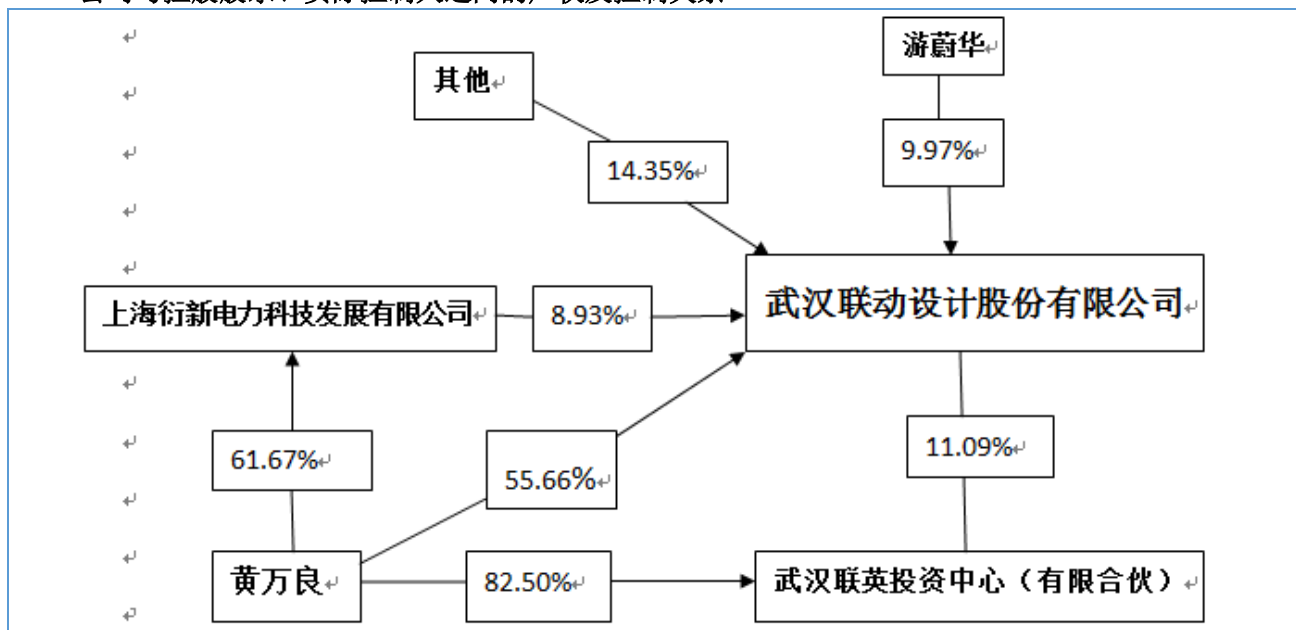 游蔚华
其他
9.97%
14.35%
武汉联动设计股份有限公司
上海衍新电力科技发展有限公司
8.93%
61.67%
55.66%
11.09%
黄万良
82.50%
武汉联英投资中心（有限合伙）